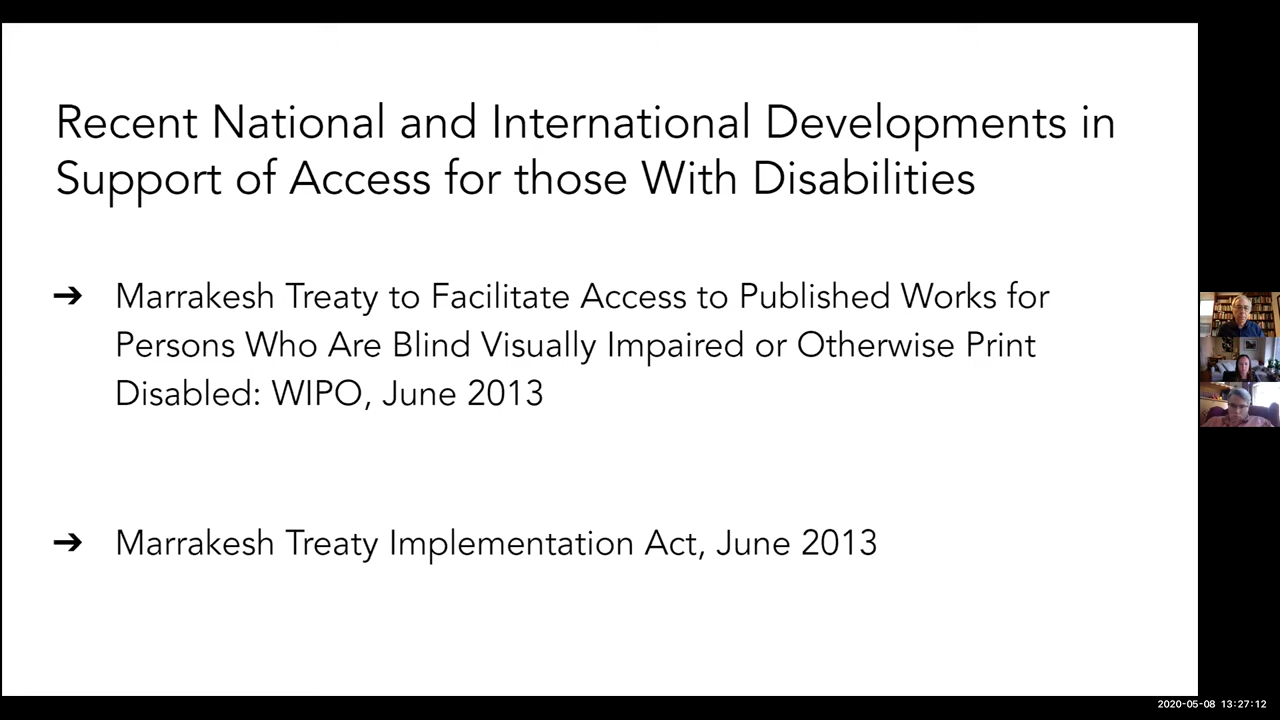 Recent National and International Developments in
Support of Access for those With Disabilities
➔ Marrakesh Treaty to Facilitate Access to Published Works for
Persons Who Are Blind Visually Impaired or Otherwise Print
Disabled: WIPO, June 2013
➔ Marrakesh Treaty Implementation Act, June 2013
2020-05-08 13:27:12